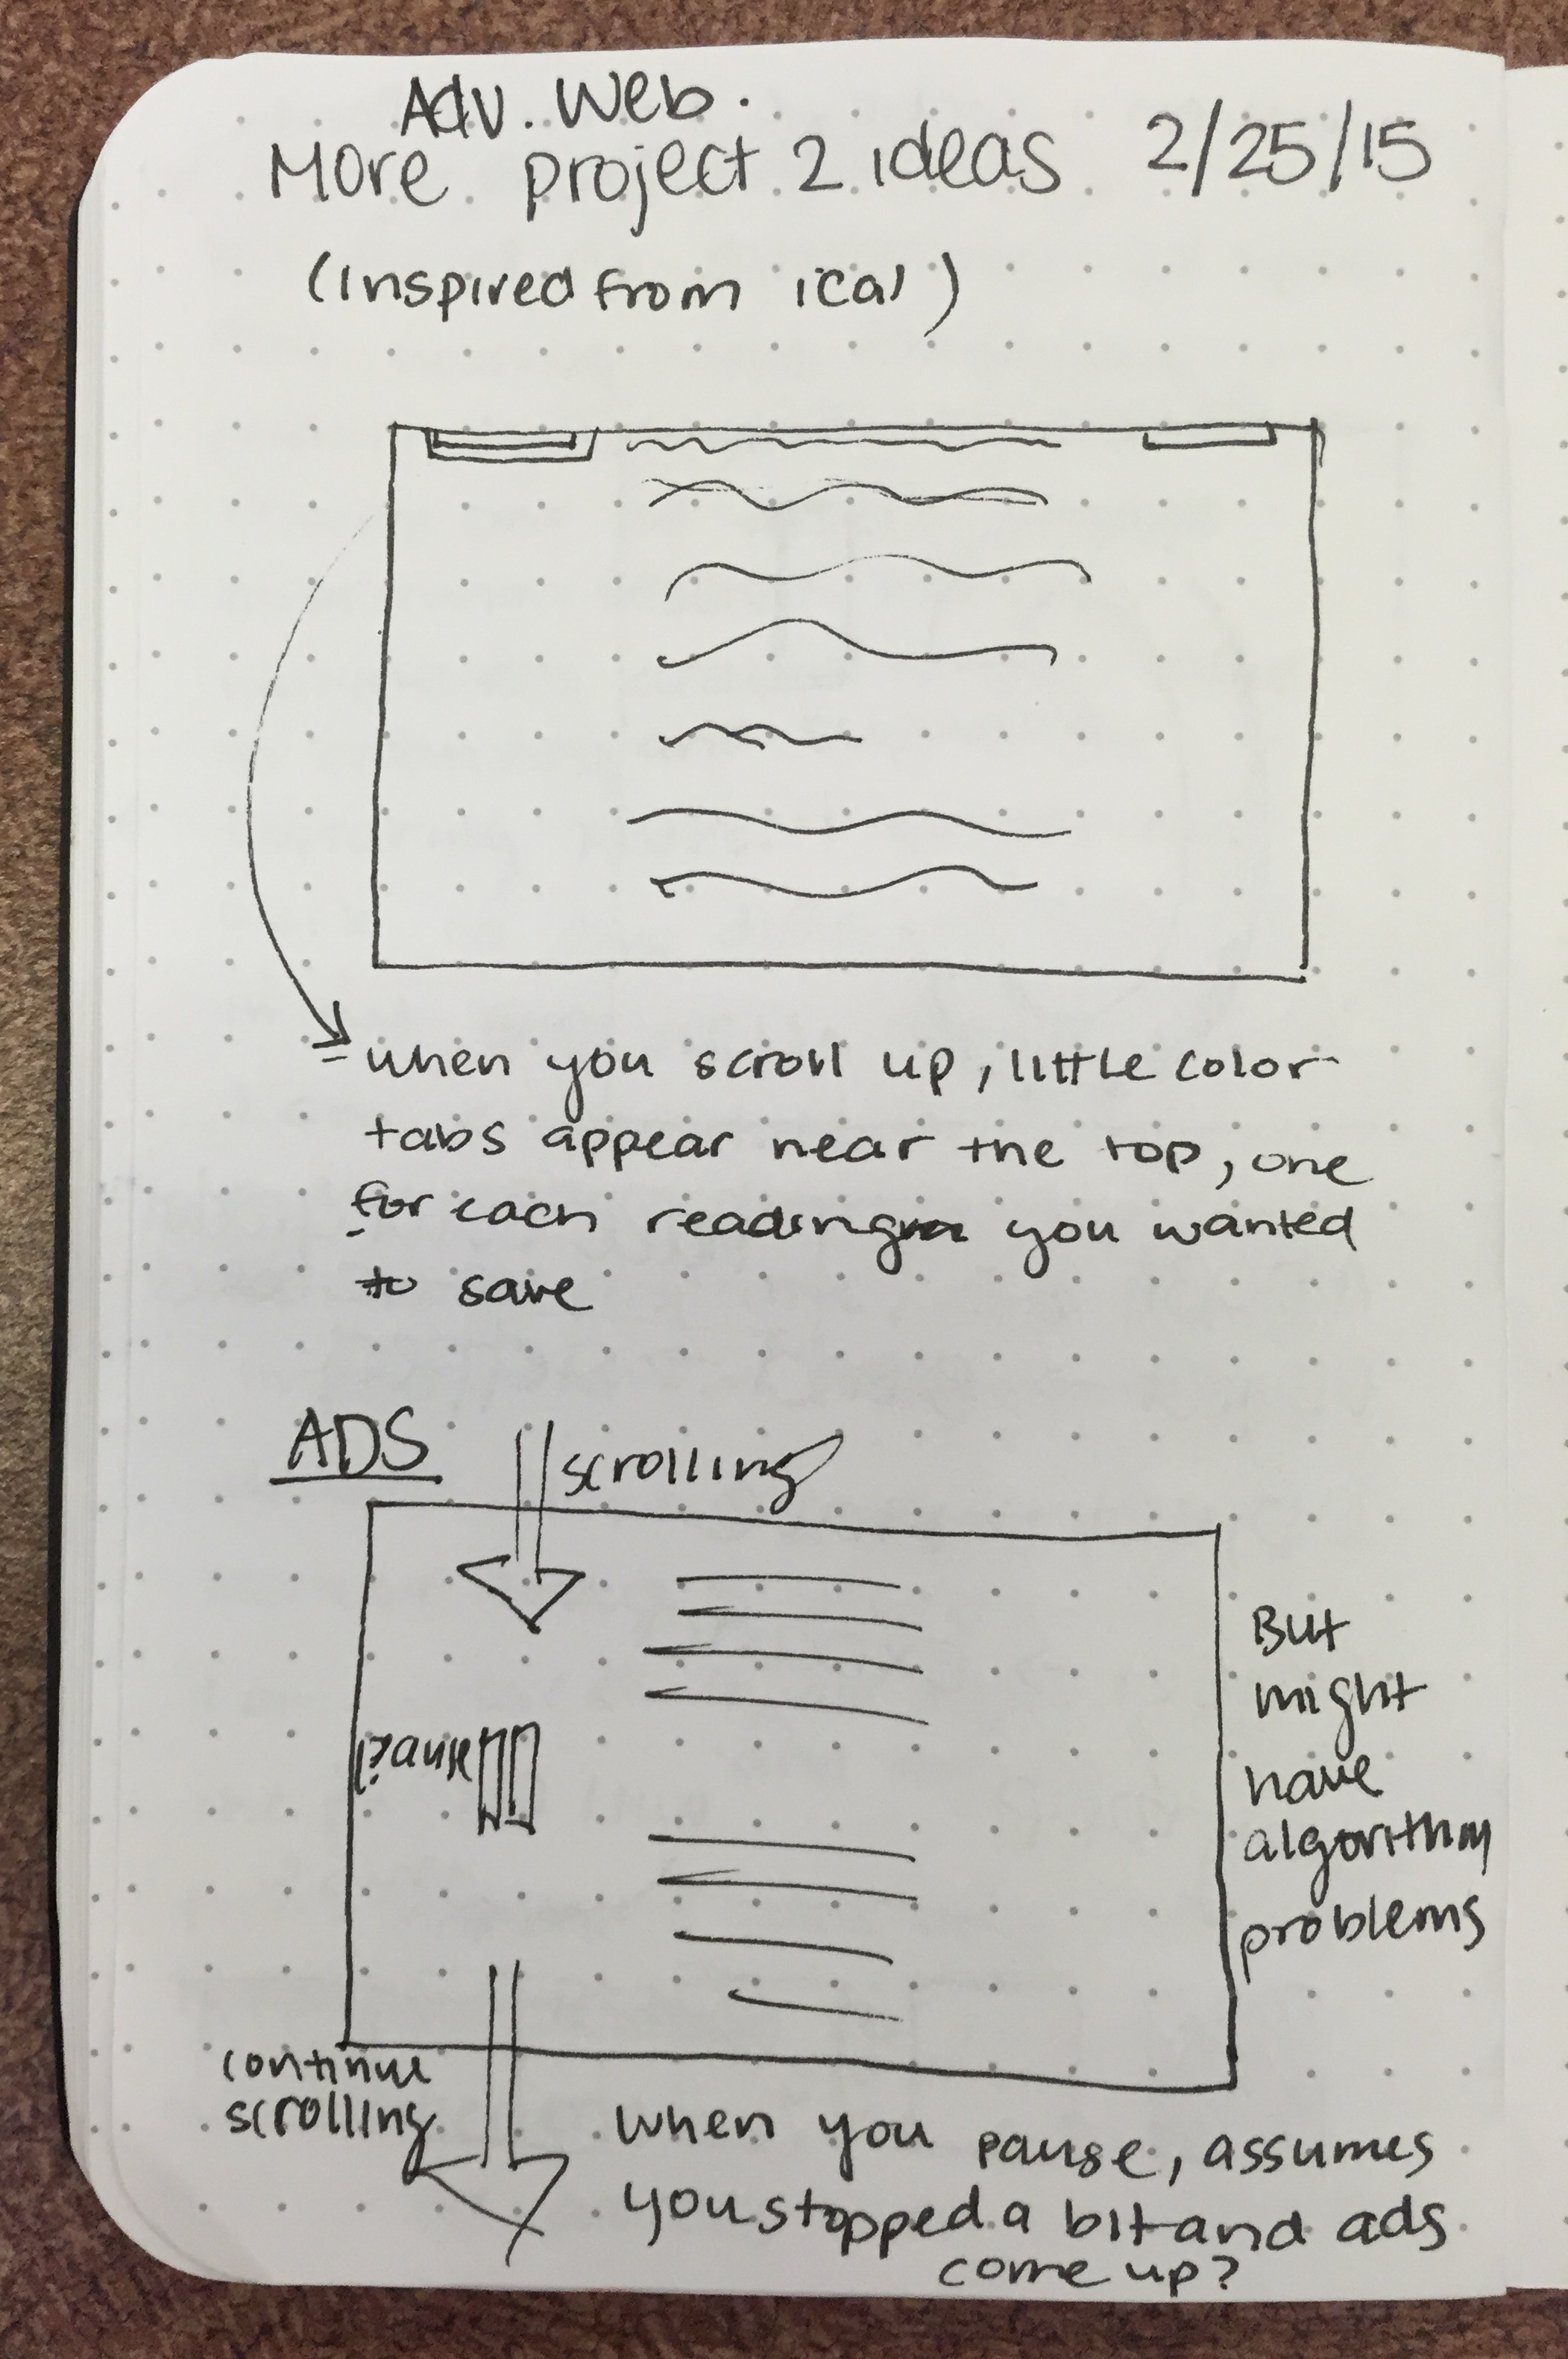 Adv. Web.
More project 2 ideas 2/25/15
(Inspired from ical)
- when you scroll up, little color
tabs appear near the top, one
for each reading you wanted
to save
ADS
scrolling
pause
But
might
have
algorithm
problems
continue
scrolling
when you pause, assumes
you stopped a bit and ads
come up?